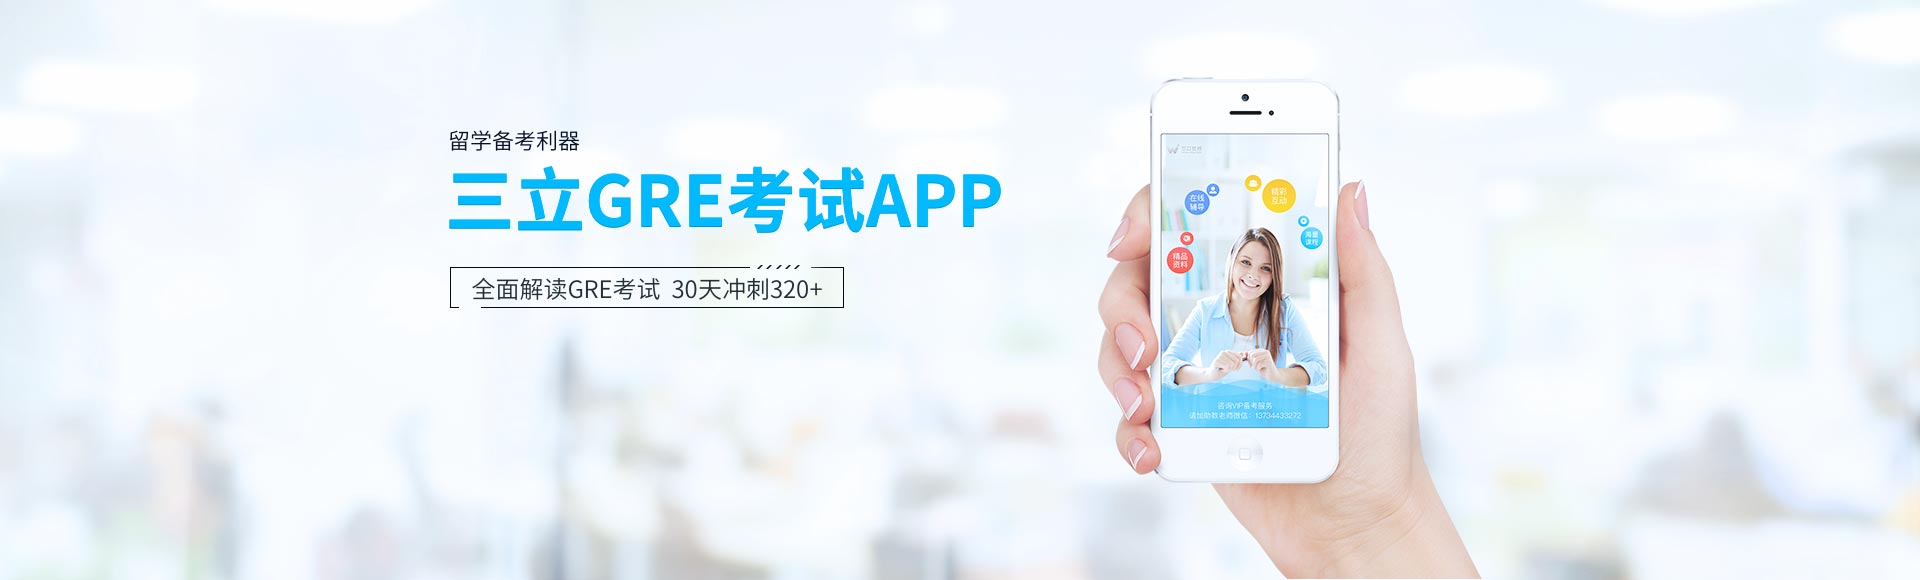 留学备考利器
三立GRE考试APP
全面解读GRE考试 30天冲刺320+
在线
辅导
精彩
互动
海量
课程
精品
资料
咨询VIP备考服务
请加助教老师微信：13734433272